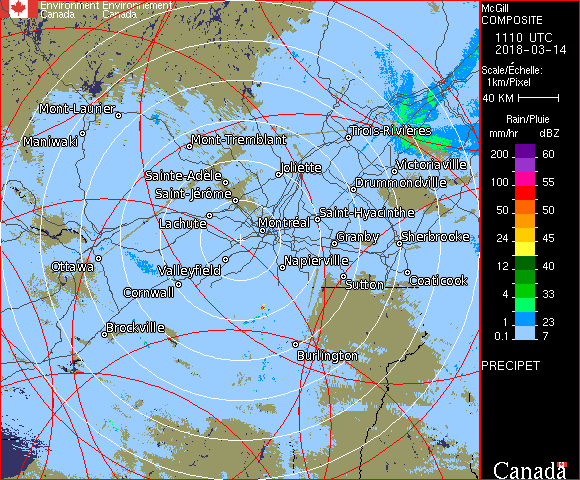 Environment Environnement
Canada Canada
McGill
COMPOSITE
1110 UTC
2018-03-14
Scale/Échelle:
1km/Pixel
40 KM
Rain/Pluie
mm/hr dBZ
200 60
100 55
50 50
24 45
12 40
4 33
1 23
0.1 7
PRECIPET
Canada
Mont-Laurier
Maniwaki
Mont-Tremblant
Trois-Rivières
Sainte-Adèle
Joliette
Victoriaville
Saint-Jérôme
Drummondville
Lachute
Montréal
Saint-Hyacinthe
Granby
Sherbrooke
Ottawa
Valleyfield
Napierville
Cornwall
Sutton
Coaticook
Brockville
Burlington